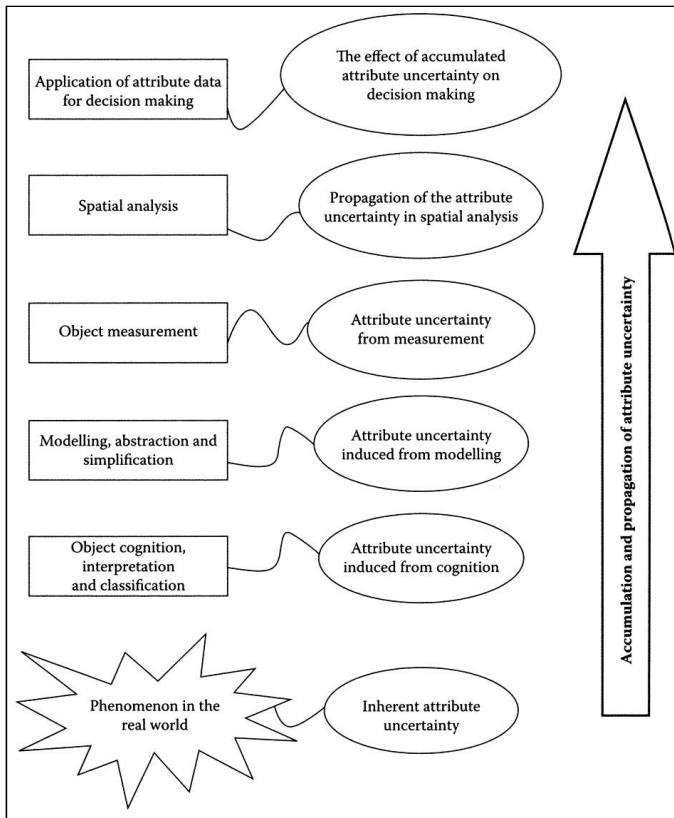 Application of attribute data
for decision making
The effect of accumulated
attribute uncertainty on
decision making
Spatial analysis
Propagation of the attribute
uncertainty in spatial analysis
Object measurement
Attribute uncertainty
from measurement
Modelling, abstraction and
simplification
Attribute uncertainty
induced from modelling
Object cognition,
interpretation
and classification
Attribute uncertainty
induced from cognition
Phenomenon in the
real world
Inherent attribute
uncertainty
Accumulation and propagation of attribute uncertainty